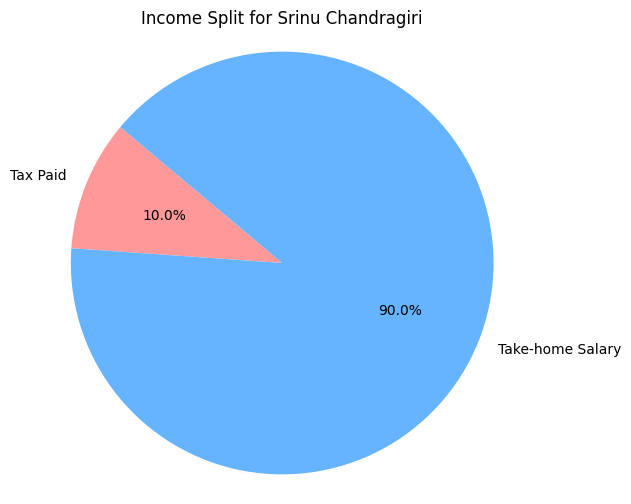 Income Split for Srinu Chandragiri
Tax Paid
10.0%
90.0%
Take-home Salary